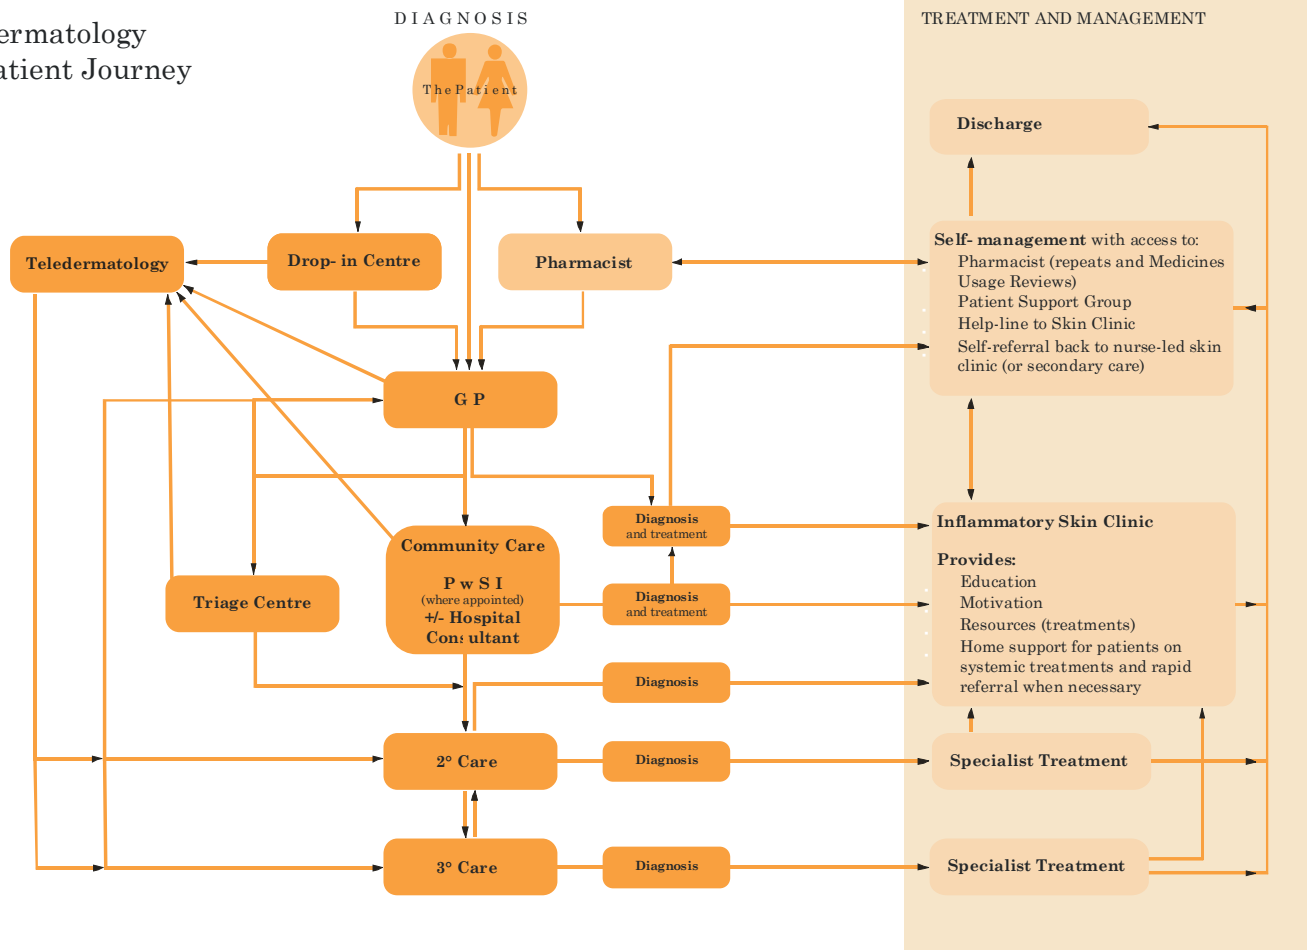 ermatology
atient Journey
DIAGNOSIS
The Patient
TREATMENT AND MANAGEMENT
Discharge
Teledermatology
Drop- in Centre
Pharmacist
Self- management with access to:
Pharmacist (repeats and Medicines
Usage Reviews)
Patient Support Group
Help-line to Skin Clinic
Self-referral back to nurse-led skin
clinic (or secondary care)
G P
Community Care
P w S I
(where appointed)
+/- Hospital
Consultant
Triage Centre
Diagnosis
and treatment
Diagnosis
and treatment
Diagnosis
Inflammatory Skin Clinic
Provides:
Education
Motivation
Resources (treatments)
Home support for patients on
systemic treatments and rapid
referral when necessary
2° Care
Diagnosis
Specialist Treatment
3° Care
Diagnosis
Specialist Treatment